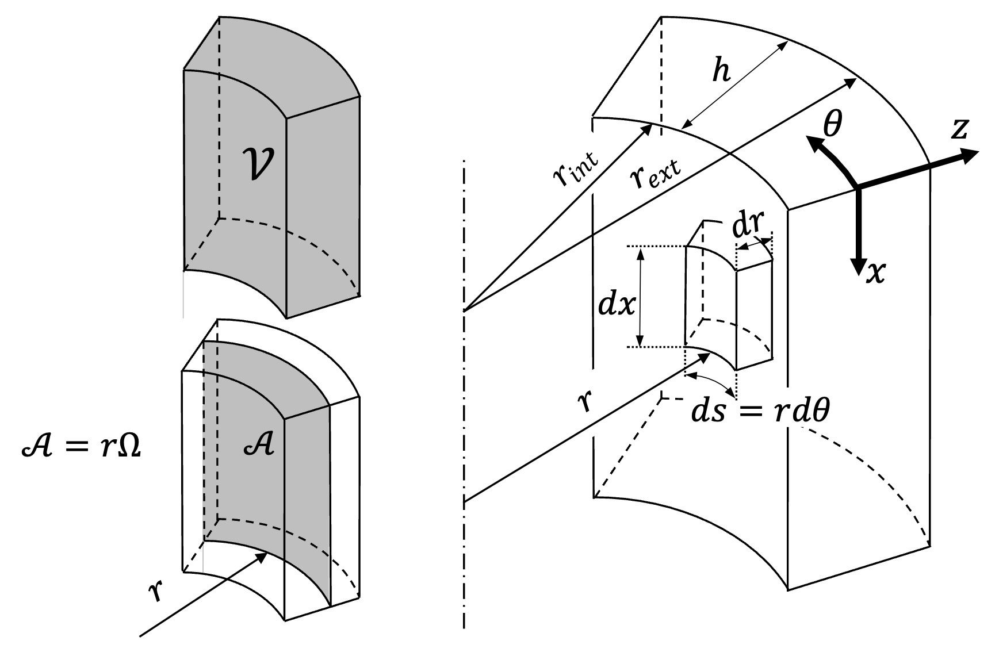 𝒱
𝒜 = rΩ
𝒜
r
h
θ
z
r_int
r_ext
dr
x
dx
r
ds = rdθ